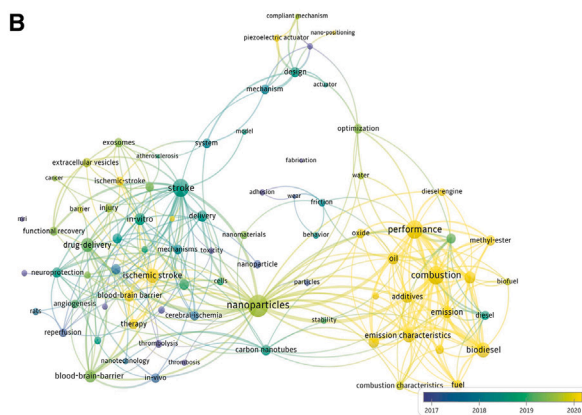 B
compliant mechanism
nano-positioning
piezoelectric actuator
design
actuator
mechanism
optimization
model
system
exosomes
atherosclerosis
fabrication
extracellular vesicles
water
cancer
ischemic-stroke
stroke
adhesion
wear
diesel-engine
friction
barrier
injury
in-vitro
delivery
functional recovery
nanomaterials
behavior
oxide
performance
methyl-ester
drug-delivery
mechanisms
toxicity
oil
nanoparticle
neuroprotection
ischemic stroke
cells
particles
combustion
biofuel
blood-brain barrier
additives
rats
angiogenesis
nanoparticles
cerebral-ischemia
emission
diesel
therapy
stability
reperfusion
thrombolysis
emission characteristics
carbon-nanotubes
biodiesel
nanotechnology
thrombosis
blood-brain-barrier
in-vivo
combustion characteristics
fuel
2017 2018 2019 2020